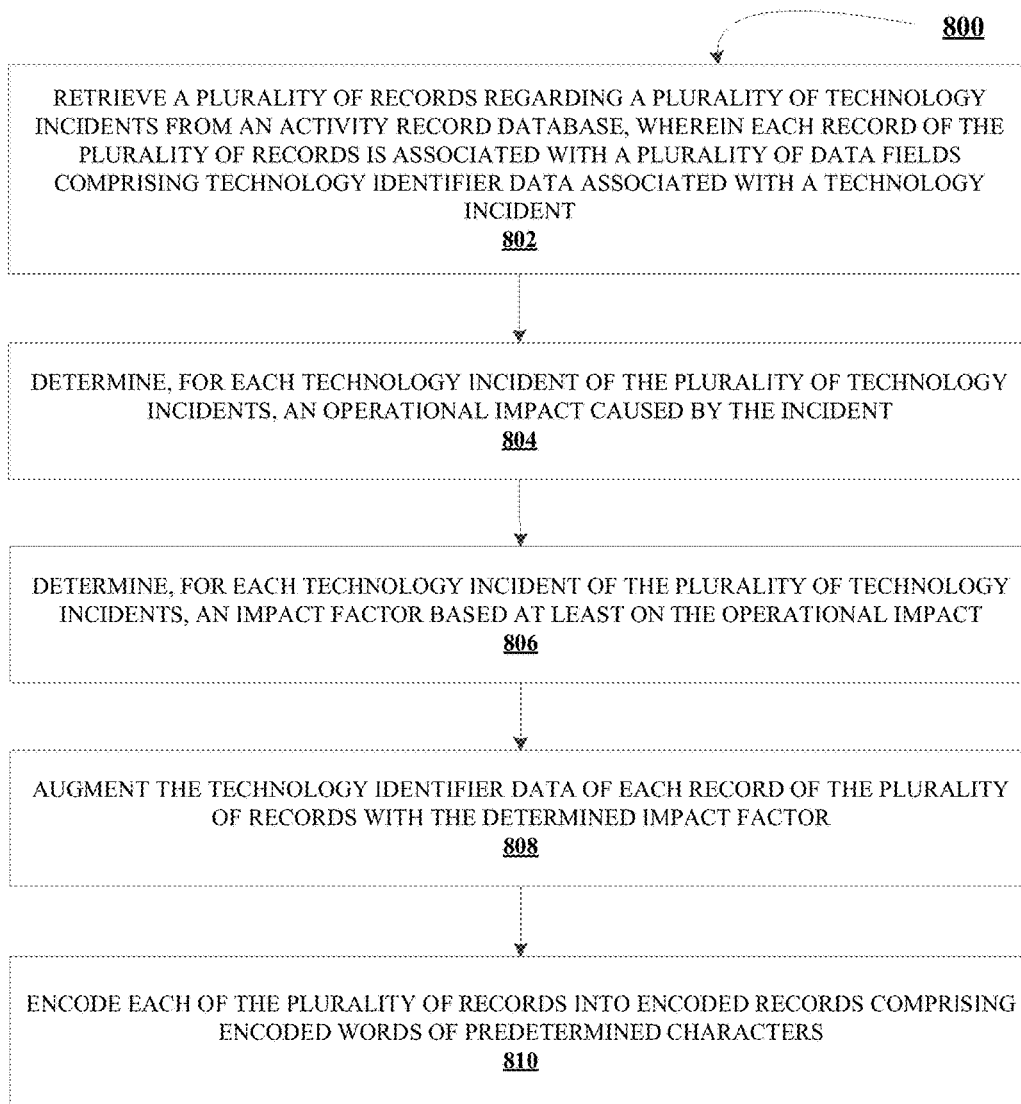 800
RETRIEVE A PLURALITY OF RECORDS REGARDING A PLURALITY OF TECHNOLOGY
INCIDENTS FROM AN ACTIVITY RECORD DATABASE, WHEREIN EACH RECORD OF THE
PLURALITY OF RECORDS IS ASSOCIATED WITH A PLURALITY OF DATA FIELDS
COMPRISING TECHNOLOGY IDENTIFIER DATA ASSOCIATED WITH A TECHNOLOGY
INCIDENT
802
DETERMINE, FOR EACH TECHNOLOGY INCIDENT OF THE PLURALITY OF TECHNOLOGY
INCIDENTS, AN OPERATIONAL IMPACT CAUSED BY THE INCIDENT
804
DETERMINE, FOR EACH TECHNOLOGY INCIDENT OF THE PLURALITY OF TECHNOLOGY
INCIDENTS, AN IMPACT FACTOR BASED AT LEAST ON THE OPERATIONAL IMPACT
806
AUGMENT THE TECHNOLOGY IDENTIFIER DATA OF EACH RECORD OF THE PLURALITY
OF RECORDS WITH THE DETERMINED IMPACT FACTOR
808
ENCODE EACH OF THE PLURALITY OF RECORDS INTO ENCODED RECORDS COMPRISING
ENCODED WORDS OF PREDETERMINED CHARACTERS
810